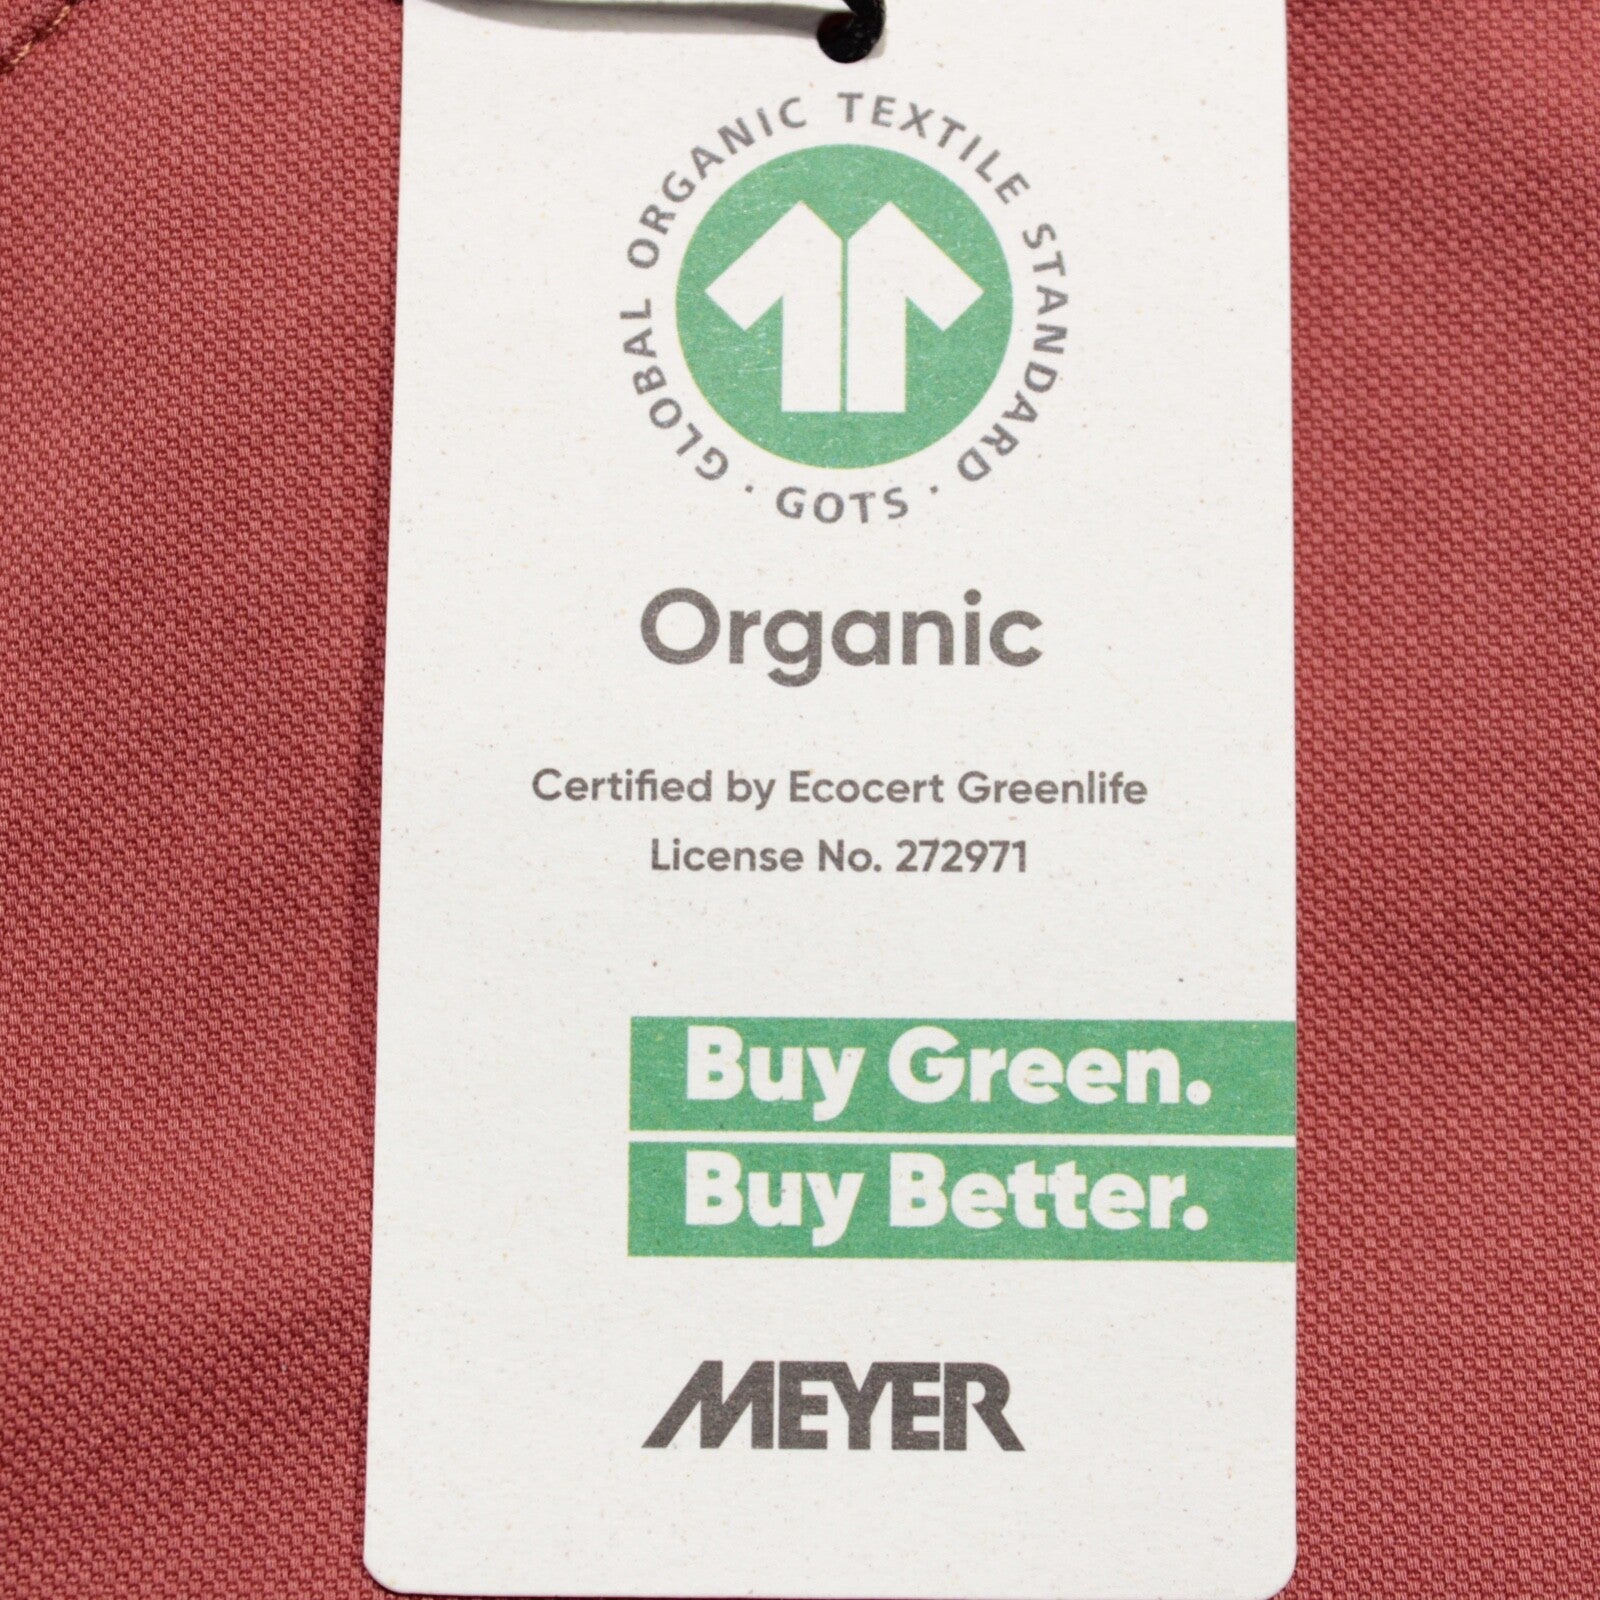 GLOBAL ORGANIC TEXTILE STANDARD · GOTS ·
Organic
Certified by Ecocert Greenlife
License No. 272971
Buy Green.
Buy Better.
MEYER